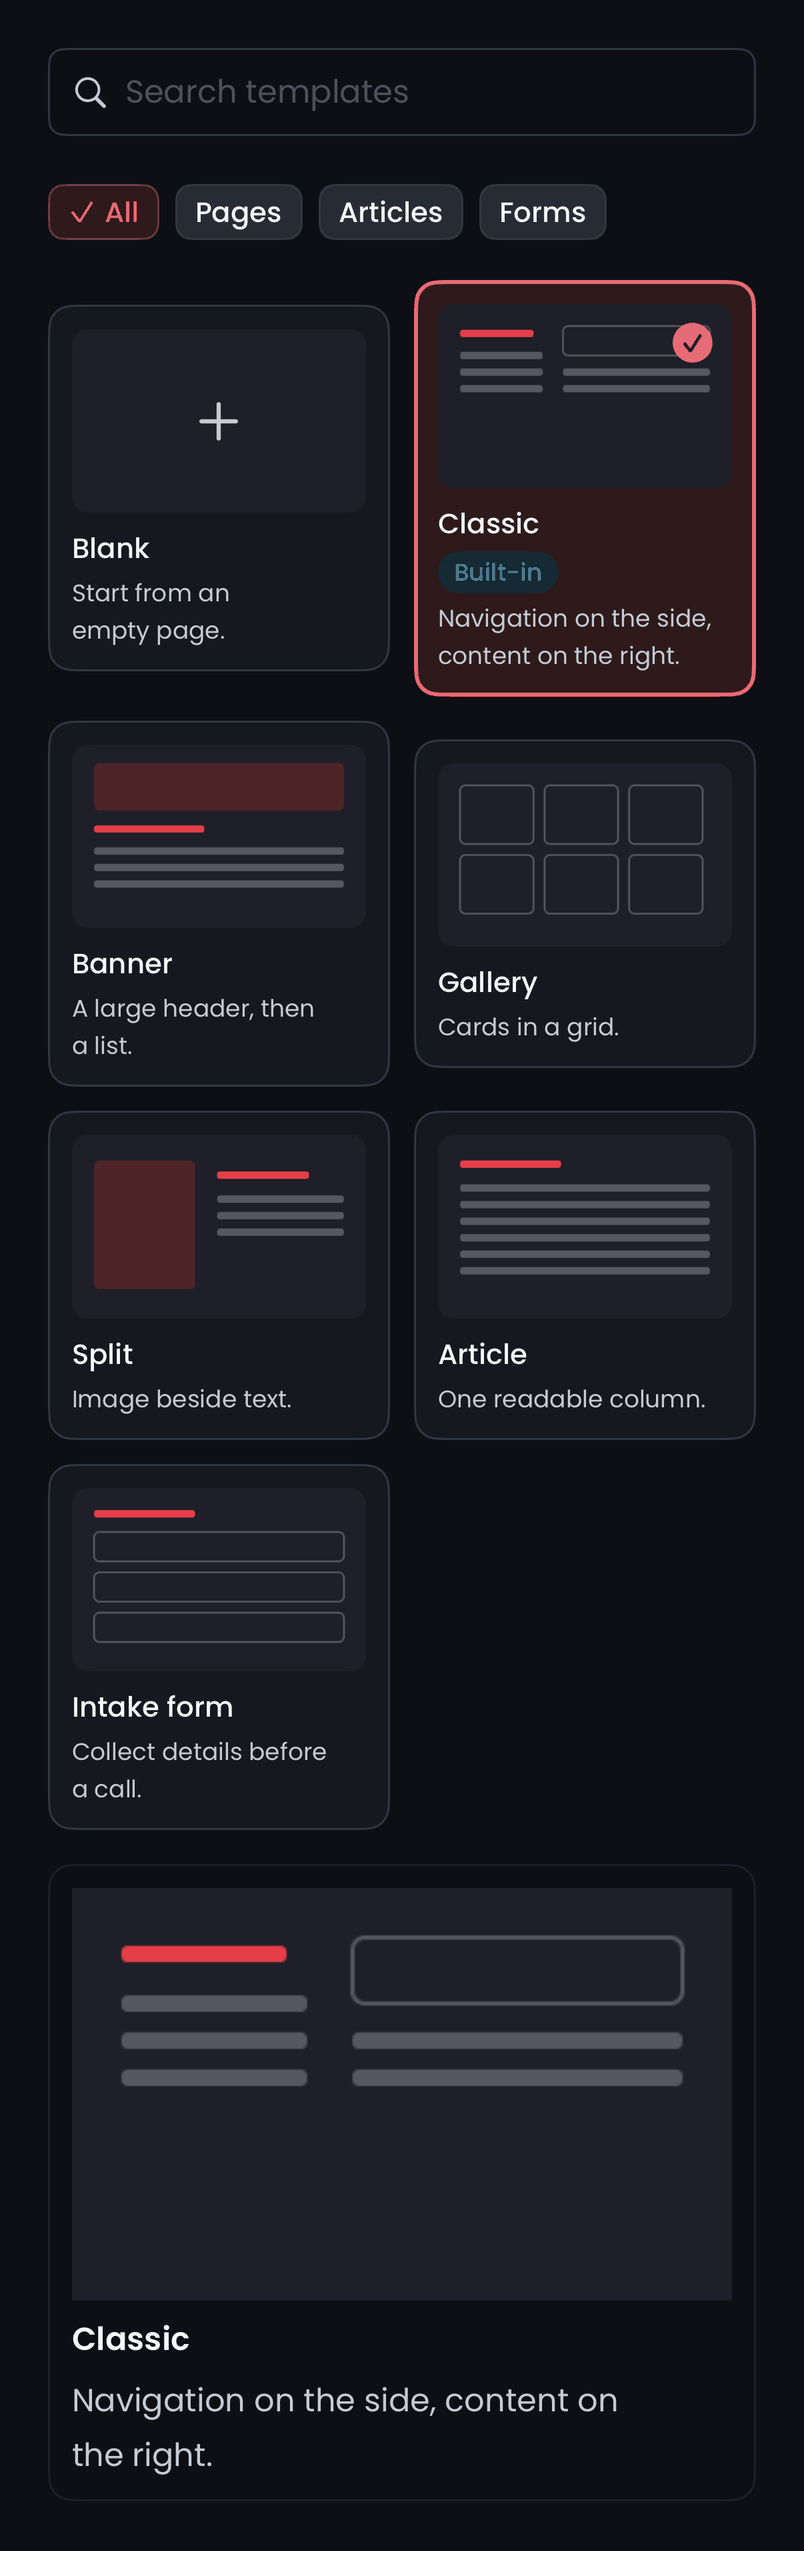 Search templates
All
Pages
Articles
Forms
Blank
Start from an
empty page.
Classic
Built-in
Navigation on the side,
content on the right.
Banner
A large header, then
a list.
Gallery
Cards in a grid.
Split
Image beside text.
Article
One readable column.
Intake form
Collect details before
a call.
Classic
Navigation on the side, content on
the right.